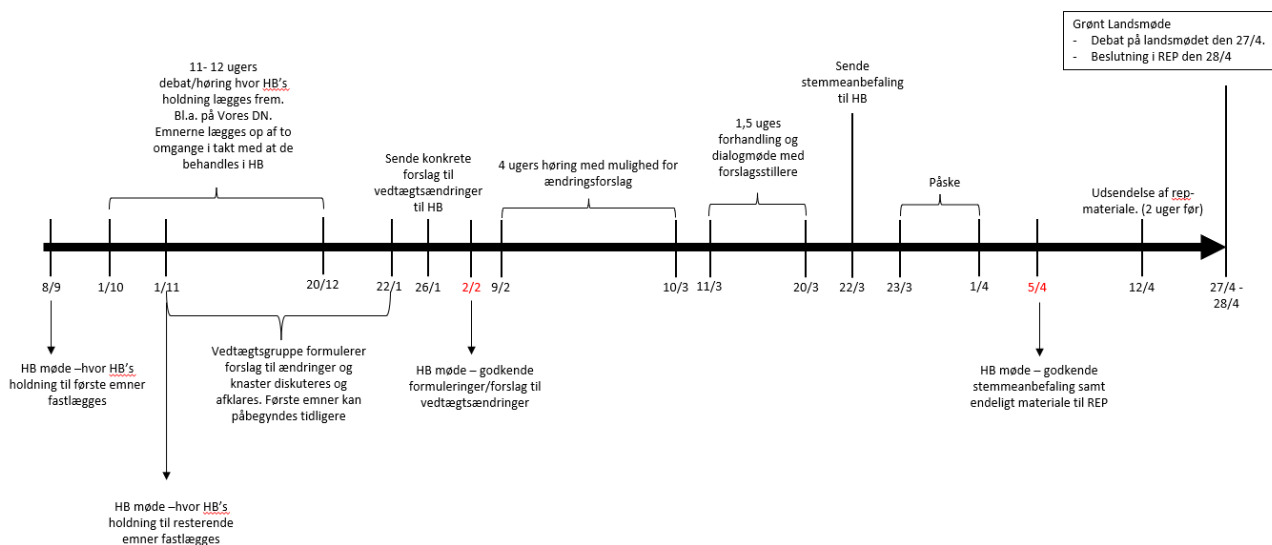 Grønt Landsmøde
- Debat på landsmødet den 27/4.
- Beslutning i REP den 28/4
11- 12 ugers
debat/høring hvor HB's
holdning lægges frem.
Bl.a. på Vores DN.
Emnerne lægges op af to
omgange i takt med at de
behandles i HB
Sende konkrete
forslag til
vedtægtsændringer
til HB
4 ugers høring med mulighed for
ændringsforslag
1,5 uges
forhandling og
dialogmøde med
forslagsstillere
Sende
stemmeanbefaling
til HB
Påske
Udsendelse af rep-
materiale. (2 uger før)
8/9
1/10
1/11
20/12
22/1
26/1
2/2
9/2
10/3
11/3
20/3
22/3
23/3
1/4
5/4
12/4
27/4 -
28/4
HB møde –hvor HB's
holdning til første emner
fastlægges
Vedtægtsgruppe formulerer
forslag til ændringer og
knaster diskuteres og
afklares. Første emner kan
påbegyndes tidligere
HB møde – godkende
formuleringer/forslag til
vedtægtsændringer
HB møde – godkende
stemmeanbefaling samt
endeligt materiale til REP
HB møde –hvor HB's
holdning til resterende
emner fastlægges